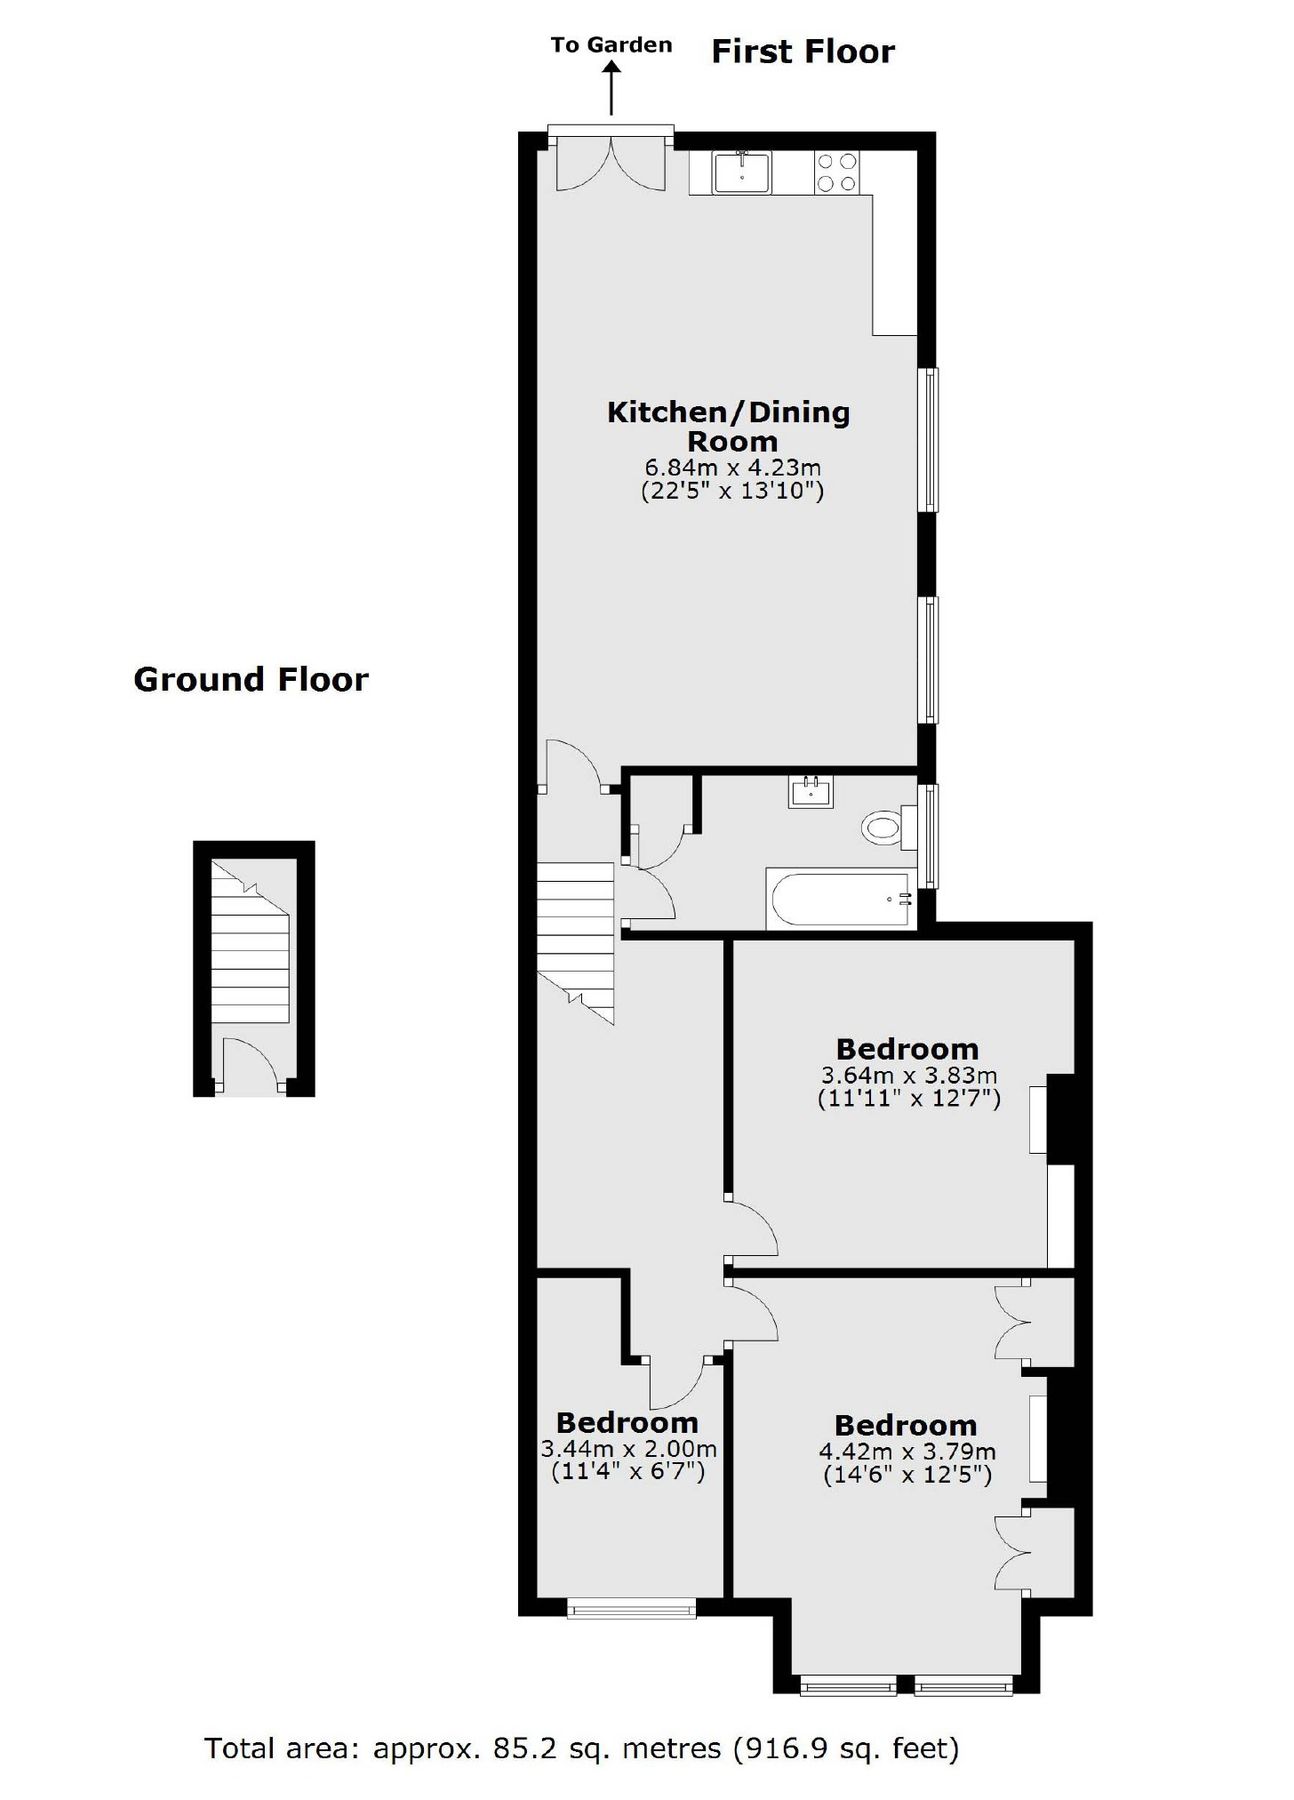 To Garden
First Floor
Kitchen/Dining
Room
6.84m x 4.23m
(22'5" x 13'10")
Ground Floor
Bedroom
3.64m x 3.83m
(11'11" x 12'7")
Bedroom
3.44m x 2.00m
(11'4" x 6'7")
Bedroom
4.42m x 3.79m
(14'6" x 12'5")
Total area: approx. 85.2 sq. metres (916.9 sq. feet)